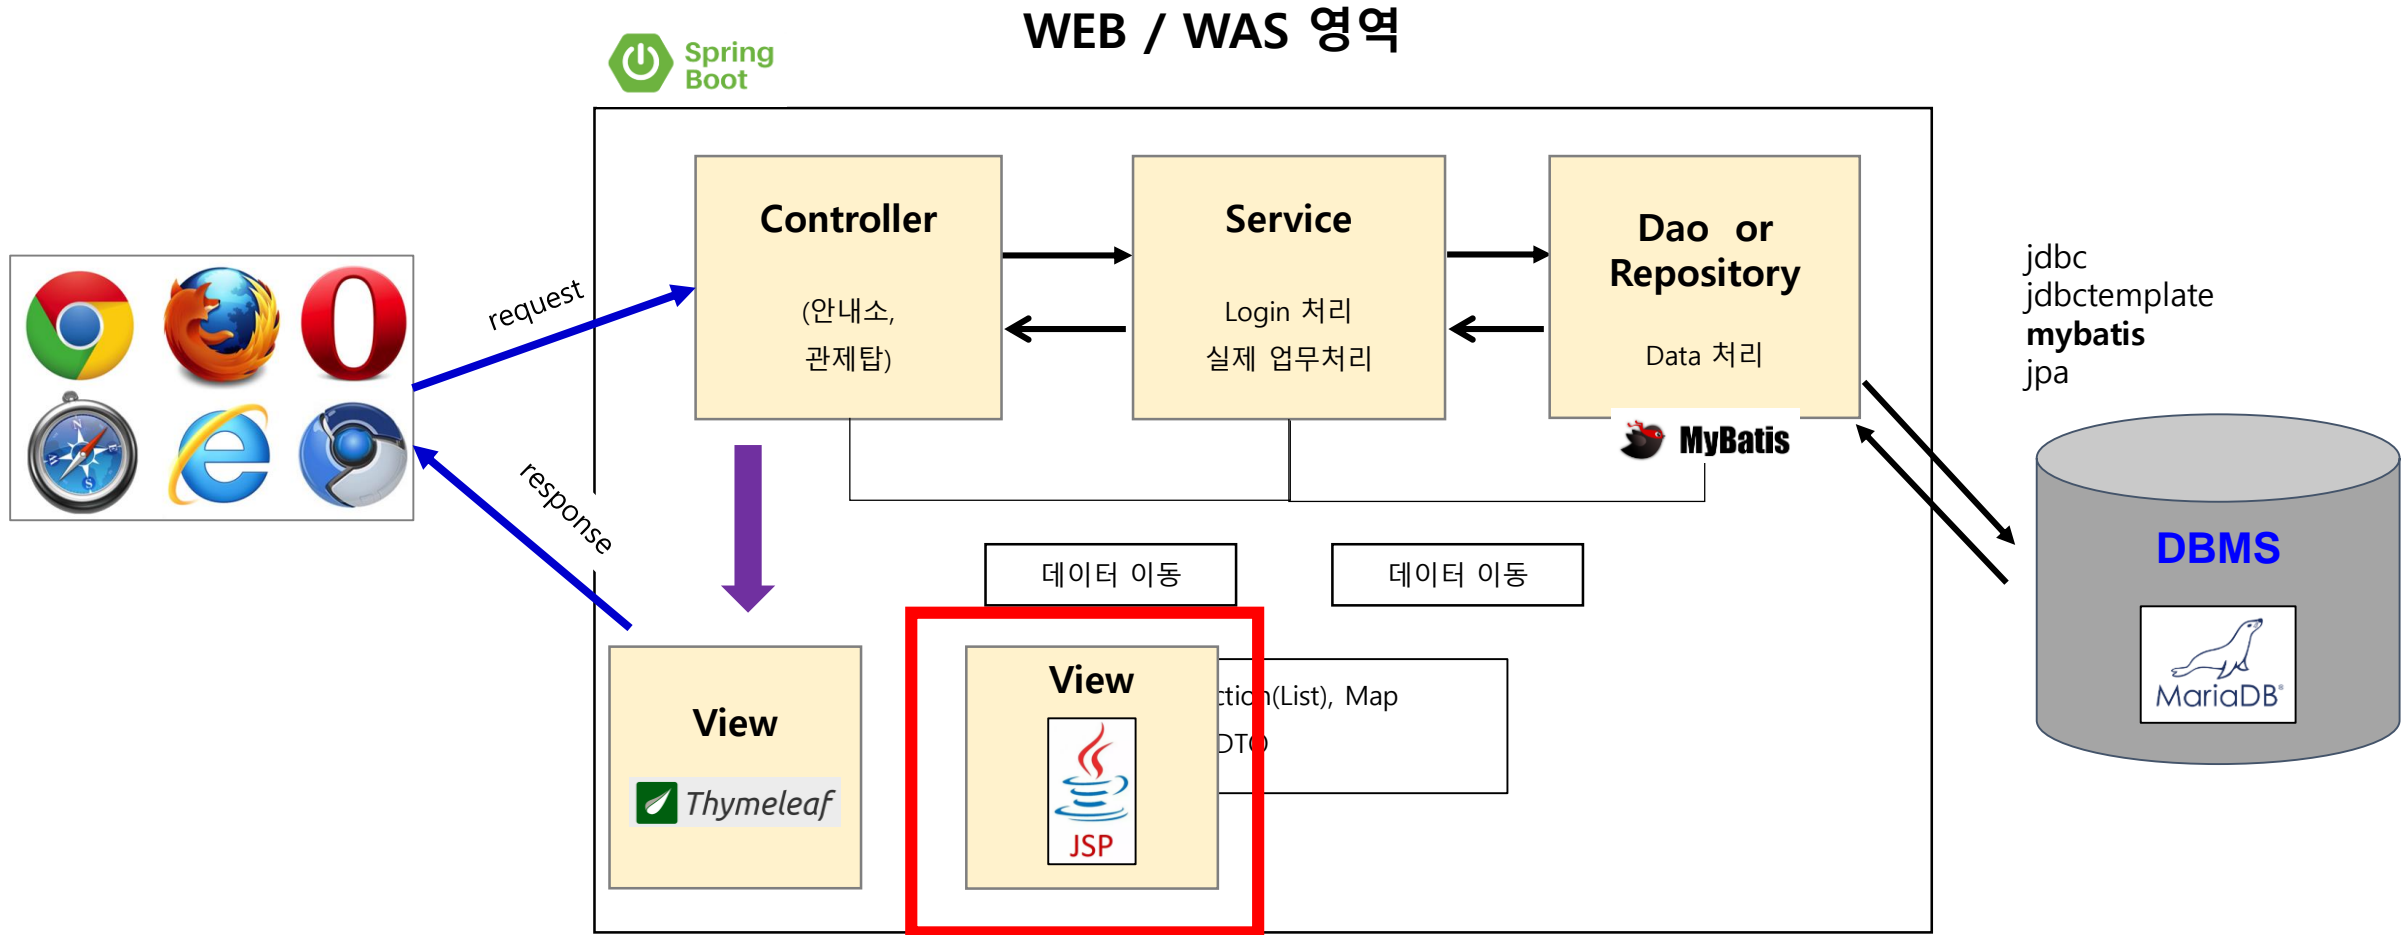 WEB / WAS 영역
Spring
Boot
Controller
(안내소,
관제탑)
Service
Login 처리
실제 업무처리
Dao or
Repository
Data 처리
MyBatis
request
response
jdbc
jdbctemplate
mybatis
jpa
DBMS
MariaDB
데이터 이동
데이터 이동
View
Thymeleaf
View
JSP
(List), Map
DTO